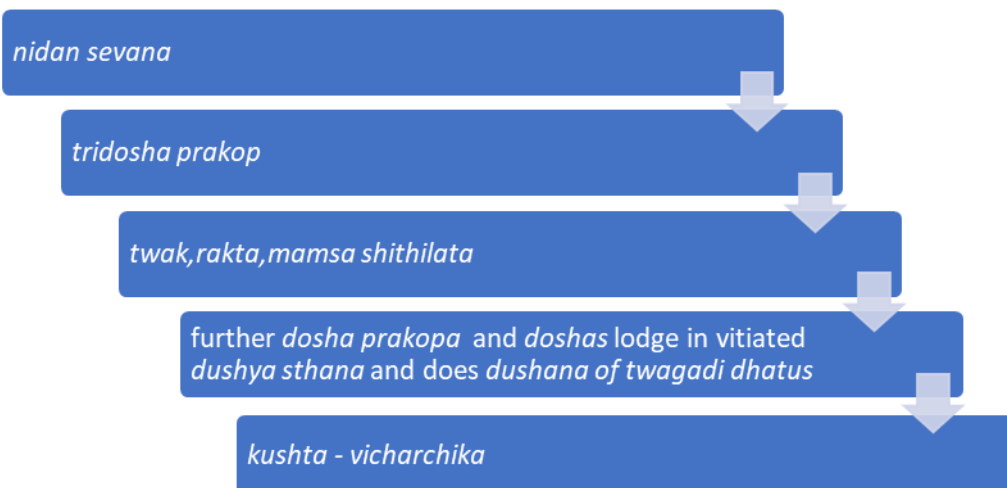 nidan sevana
tridosha prakop
twak,rakta,mamsa shithilata
further dosha prakopa and doshas lodge in vitiated
dushya sthana and does dushana of twagadi dhatus
kushta - vicharchika